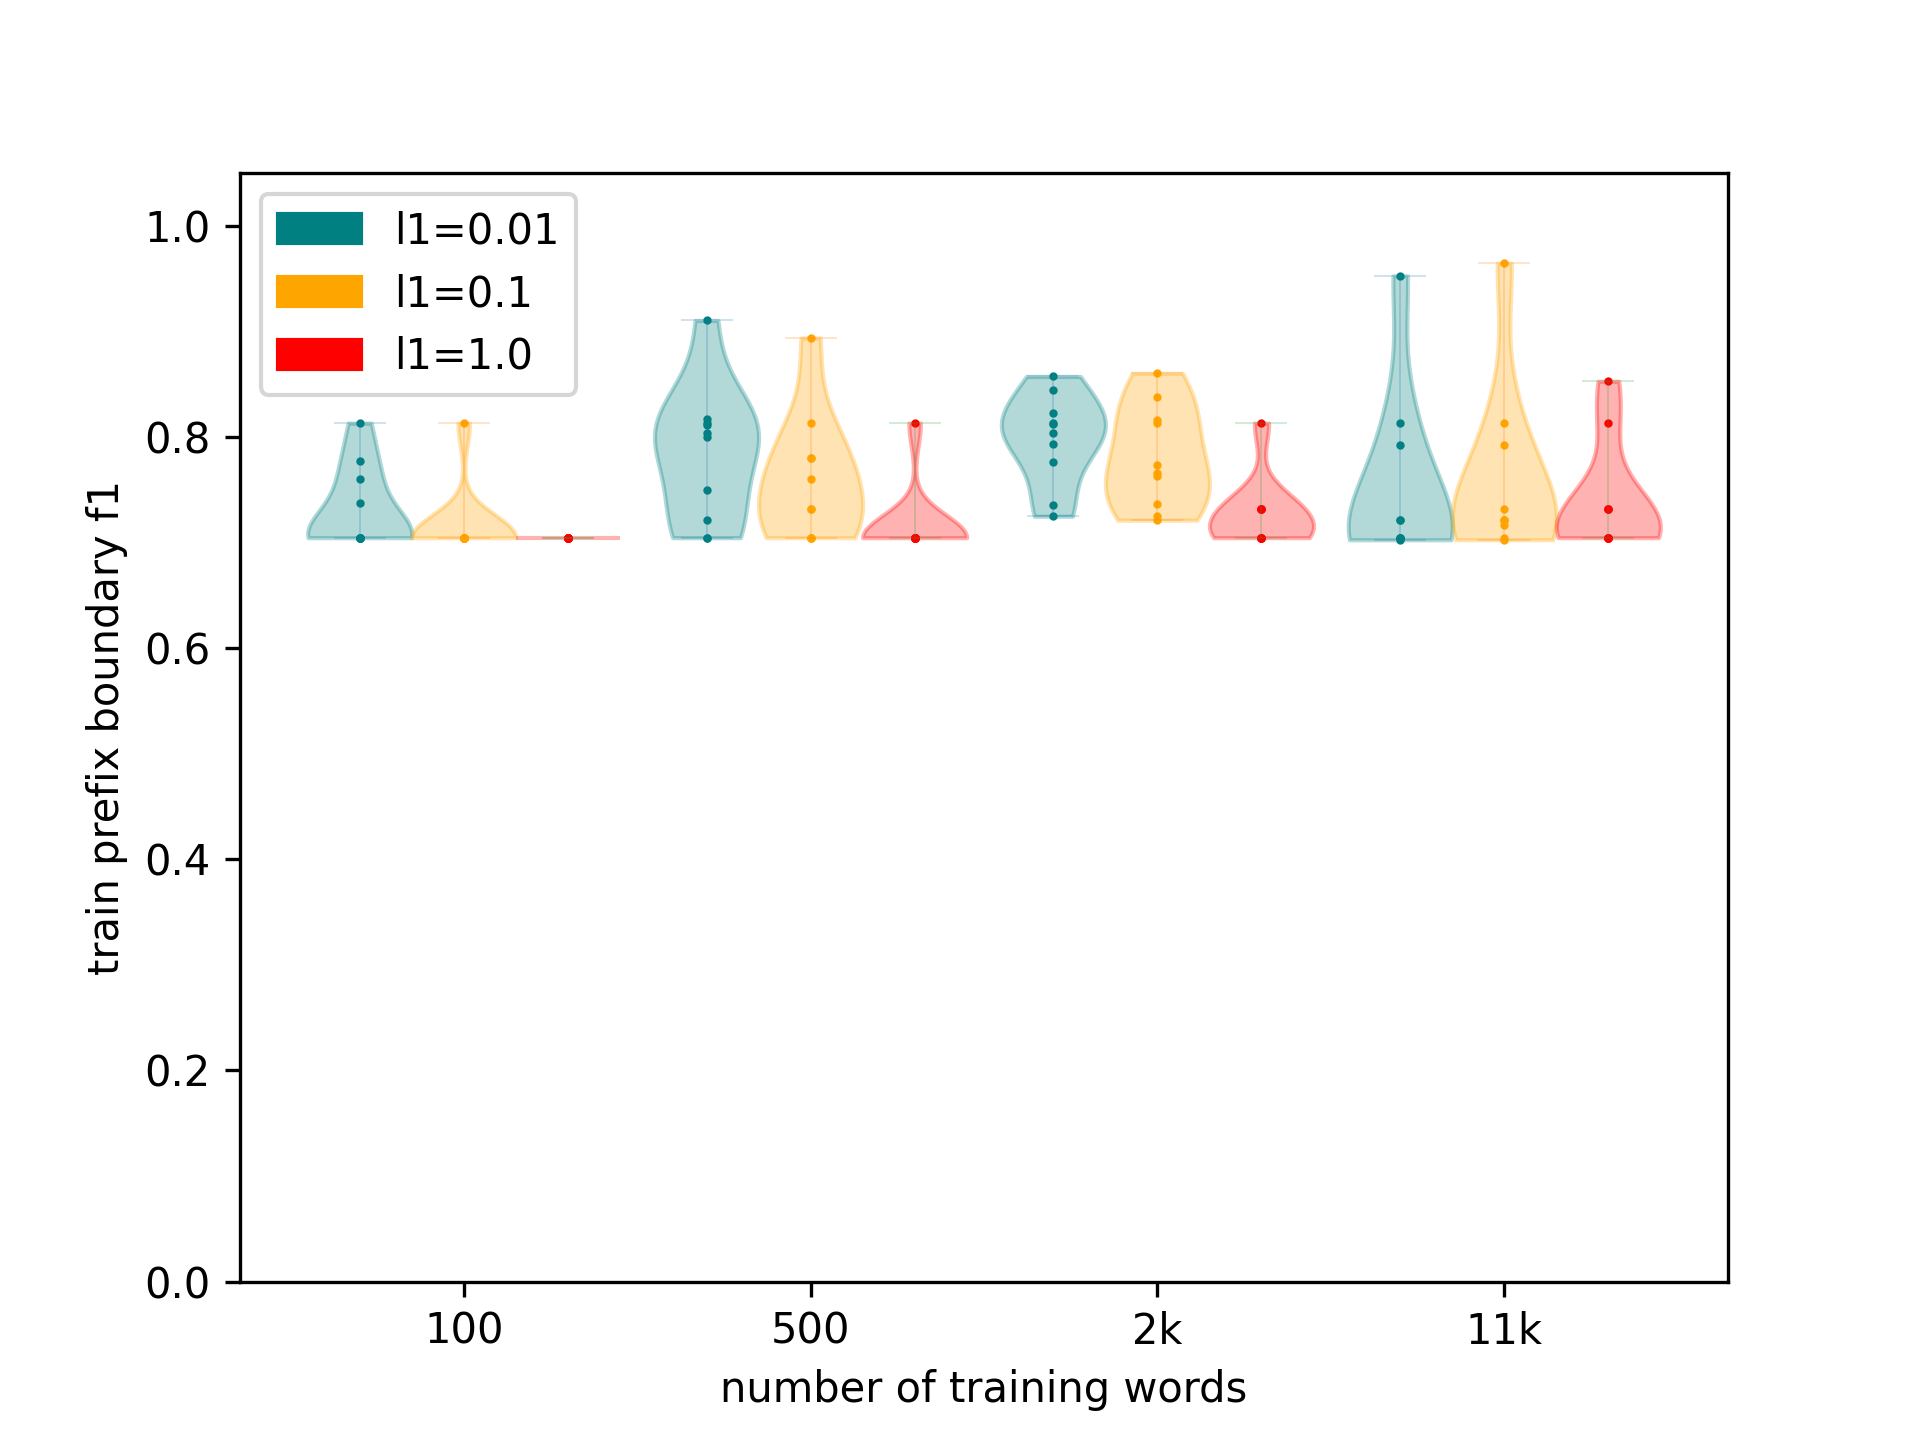 l1=0.01
l1=0.1
l1=1.0
1.0
0.8
0.6
0.4
0.2
0.0
train prefix boundary f1
100 500 2k 11k
number of training words